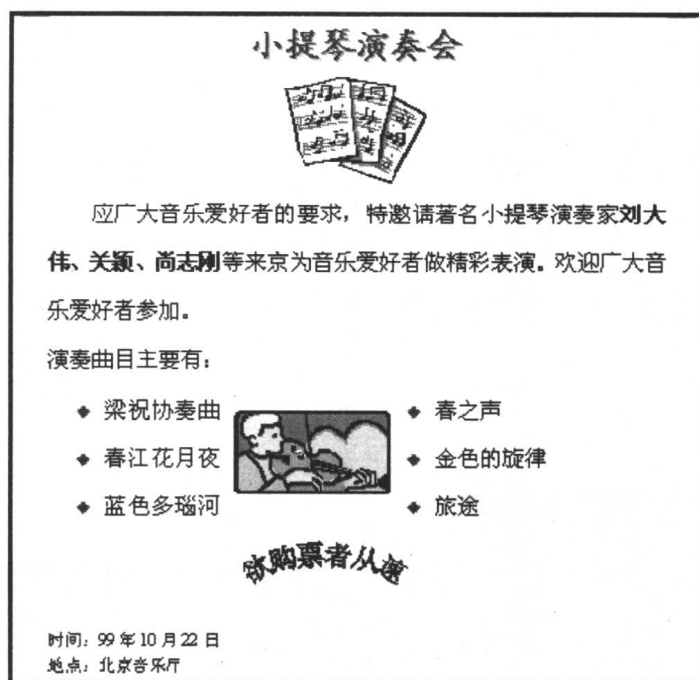 小提琴演奏会
应广大音乐爱好者的要求，特邀请著名小提琴演奏家刘大
伟、关颖、尚志刚等来京为音乐爱好者做精彩表演。欢迎广大音
乐爱好者参加。
演奏曲目主要有：
◆ 梁祝协奏曲
◆ 春江花月夜
◆ 蓝色多瑙河
◆ 春之声
◆ 金色的旋律
◆ 旅途
欲购票者从速
时间：99年10月22日
地点：北京音乐厅